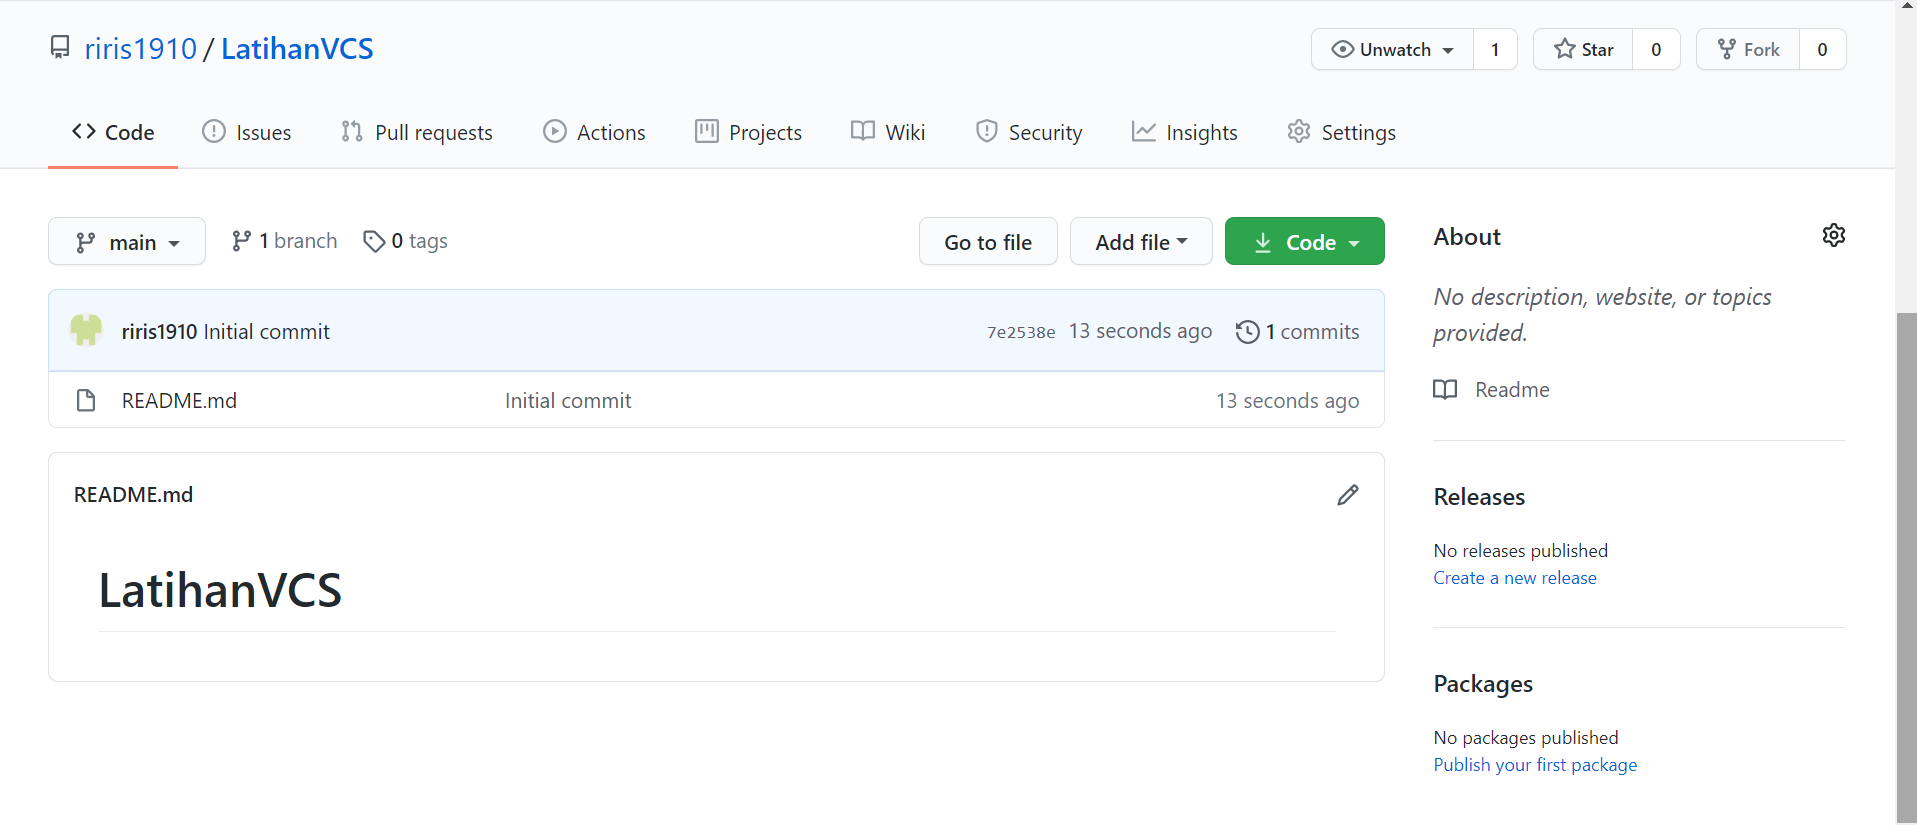 riris1910 / LatihanVCS
Unwatch 1 Star 0 Fork 0
Code Issues Pull requests Actions Projects Wiki Security Insights Settings
main 1 branch 0 tags Go to file Add file Code
riris1910 Initial commit 7e2538e 13 seconds ago 1 commits
README.md Initial commit 13 seconds ago
README.md
LatihanVCS
About
No description, website, or topics
provided.
Readme
Releases
No releases published
Create a new release
Packages
No packages published
Publish your first package